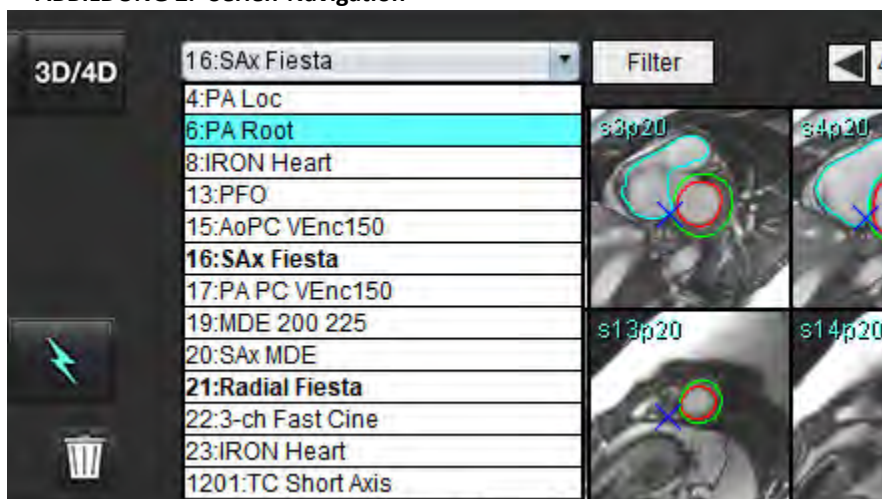 3D/4D
16:SAx Fiesta
Filter
4:PA Loc
6:PA Root
8:IRON Heart
13:PFO
15:AoPC VEnc150
16:SAx Fiesta
17:PA PC VEnc150
19:MDE 200 225
20:SAx MDE
21:Radial Fiesta
22:3-ch Fast Cine
23:IRON Heart
1201:TC Short Axis
s3p20
s4p20
s13p20
s14p20